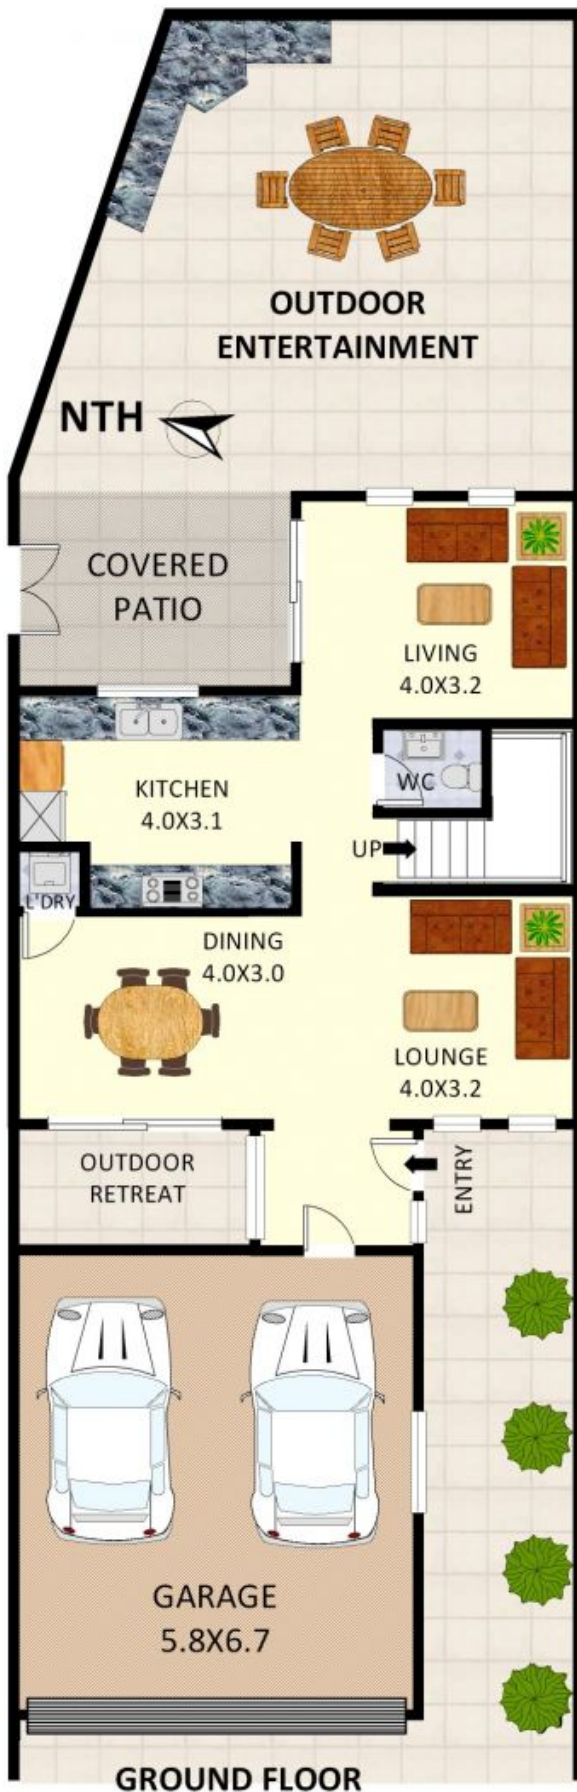 OUTDOOR
ENTERTAINMENT
NTH
COVERED
PATIO
LIVING
4.0X3.2
KITCHEN
4.0X3.1
WC
UP
L'DRY
DINING
4.0X3.0
LOUNGE
4.0X3.2
OUTDOOR
RETREAT
ENTRY
GARAGE
5.8X6.7
GROUND FLOOR